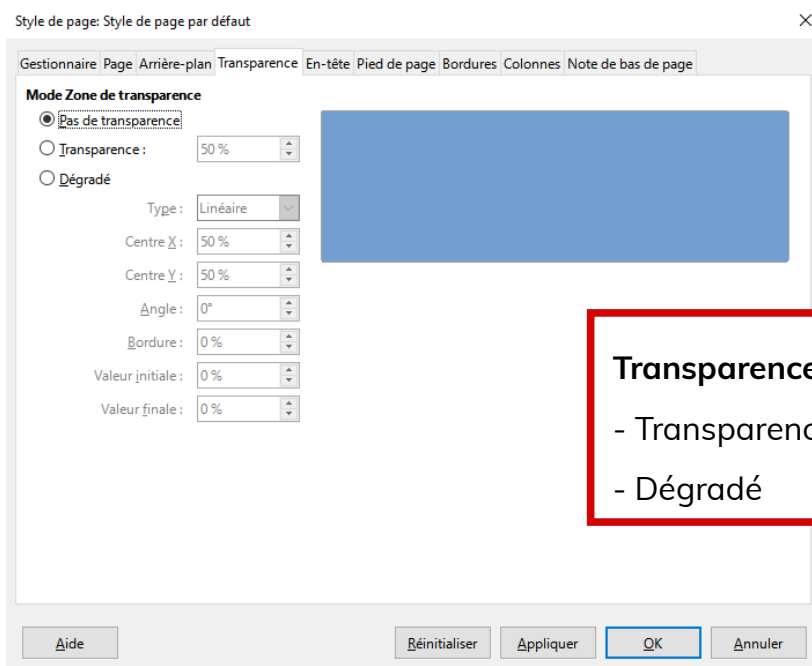 Style de page: Style de page par défaut
Gestionnaire Page Arrière-plan Transparence En-tête Pied de page Bordures Colonnes Note de bas de page
Mode Zone de transparence
Pas de transparence
Transparence : 50 %
Dégradé
Type : Linéaire
Centre X : 50 %
Centre Y : 50 %
Angle : 0°
Bordure : 0 %
Valeur initiale : 0 %
Valeur finale : 0 %
Transparence
- Transparenc
- Dégradé
Aide Réinitialiser Appliquer OK Annuler